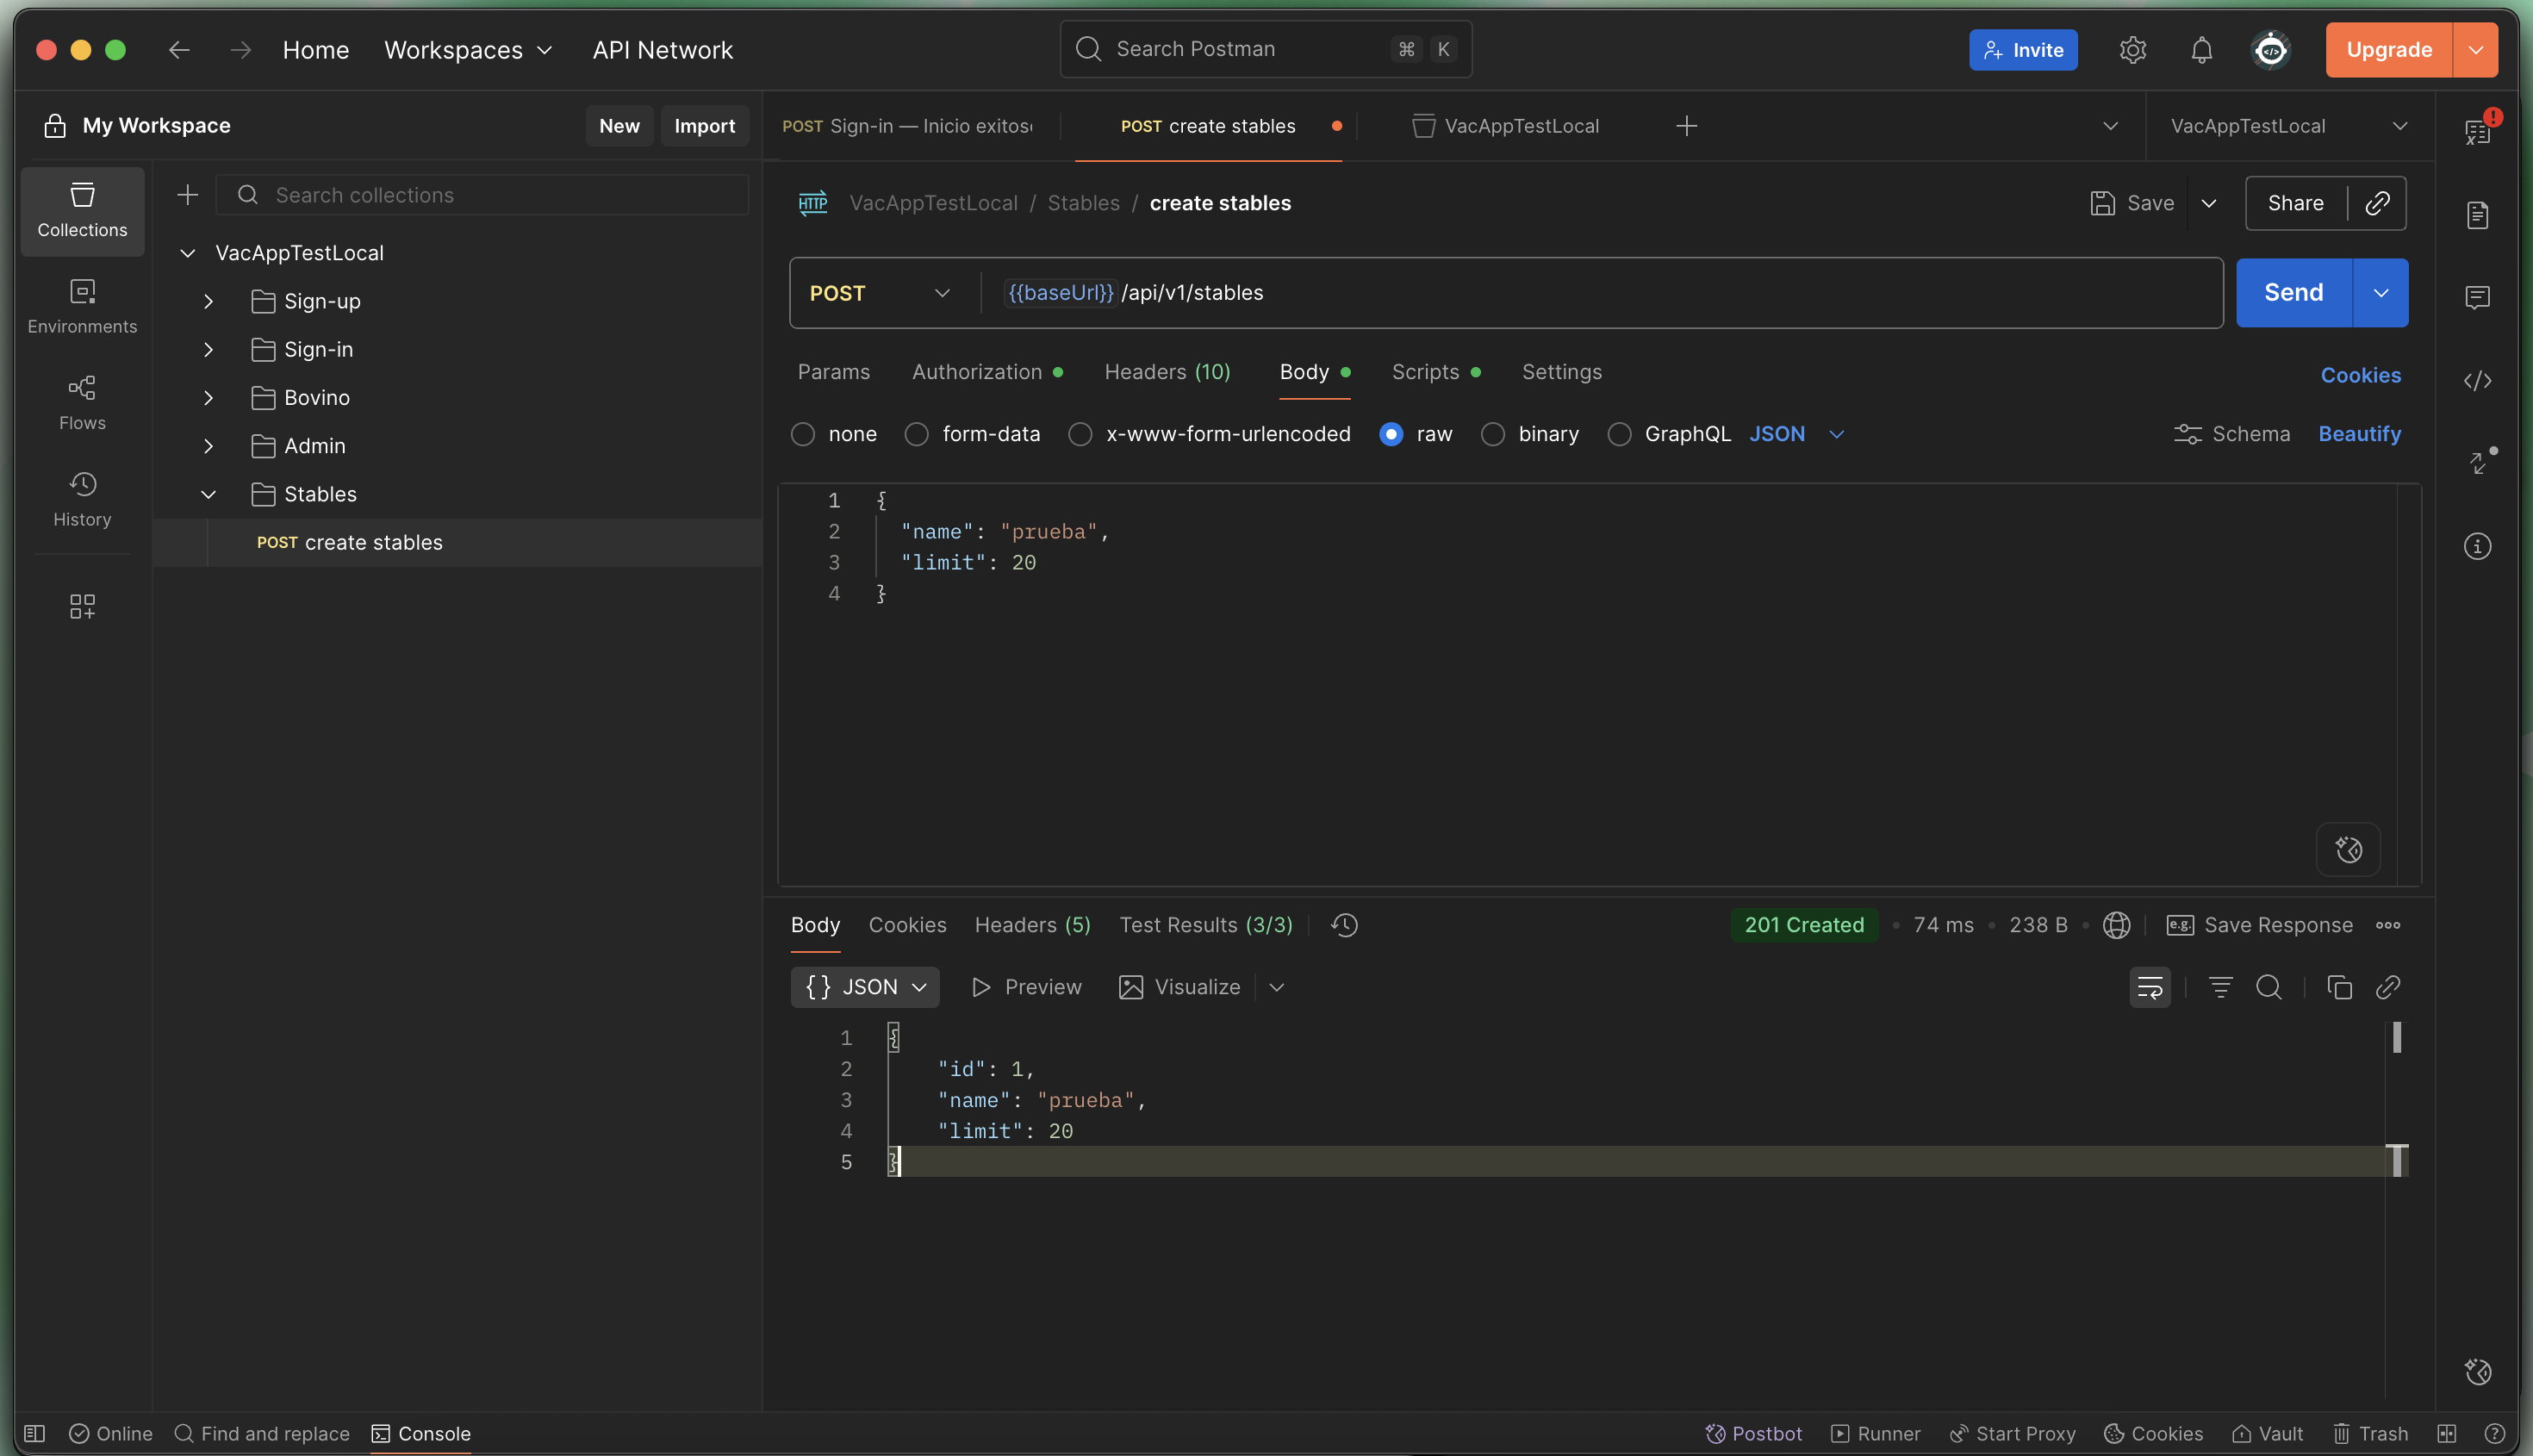 Home
Workspaces
API Network
Search Postman
⌘ K
Invite
Upgrade
My Workspace
New
Import
POST Sign-in — Inicio exitos
POST create stables
VacAppTestLocal
VacAppTestLocal
Collections
Environments
Flows
History
Search collections
VacAppTestLocal
Sign-up
Sign-in
Bovino
Admin
Stables
POST create stables
HTTP VacAppTestLocal / Stables / create stables
Save
Share
POST
{{baseUrl}}/api/v1/stables
Send
Params Authorization Headers (10) Body Scripts Settings
Cookies
none form-data x-www-form-urlencoded raw binary GraphQL JSON
Schema Beautify
1 {
2 "name": "prueba",
3 "limit": 20
4 }
Body Cookies Headers (5) Test Results (3/3)
201 Created • 74 ms • 238 B
e.g. Save Response
{ } JSON Preview Visualize
1 {
2 "id": 1,
3 "name": "prueba",
4 "limit": 20
5 }
Online Find and replace Console
Postbot Runner Start Proxy Cookies Vault Trash